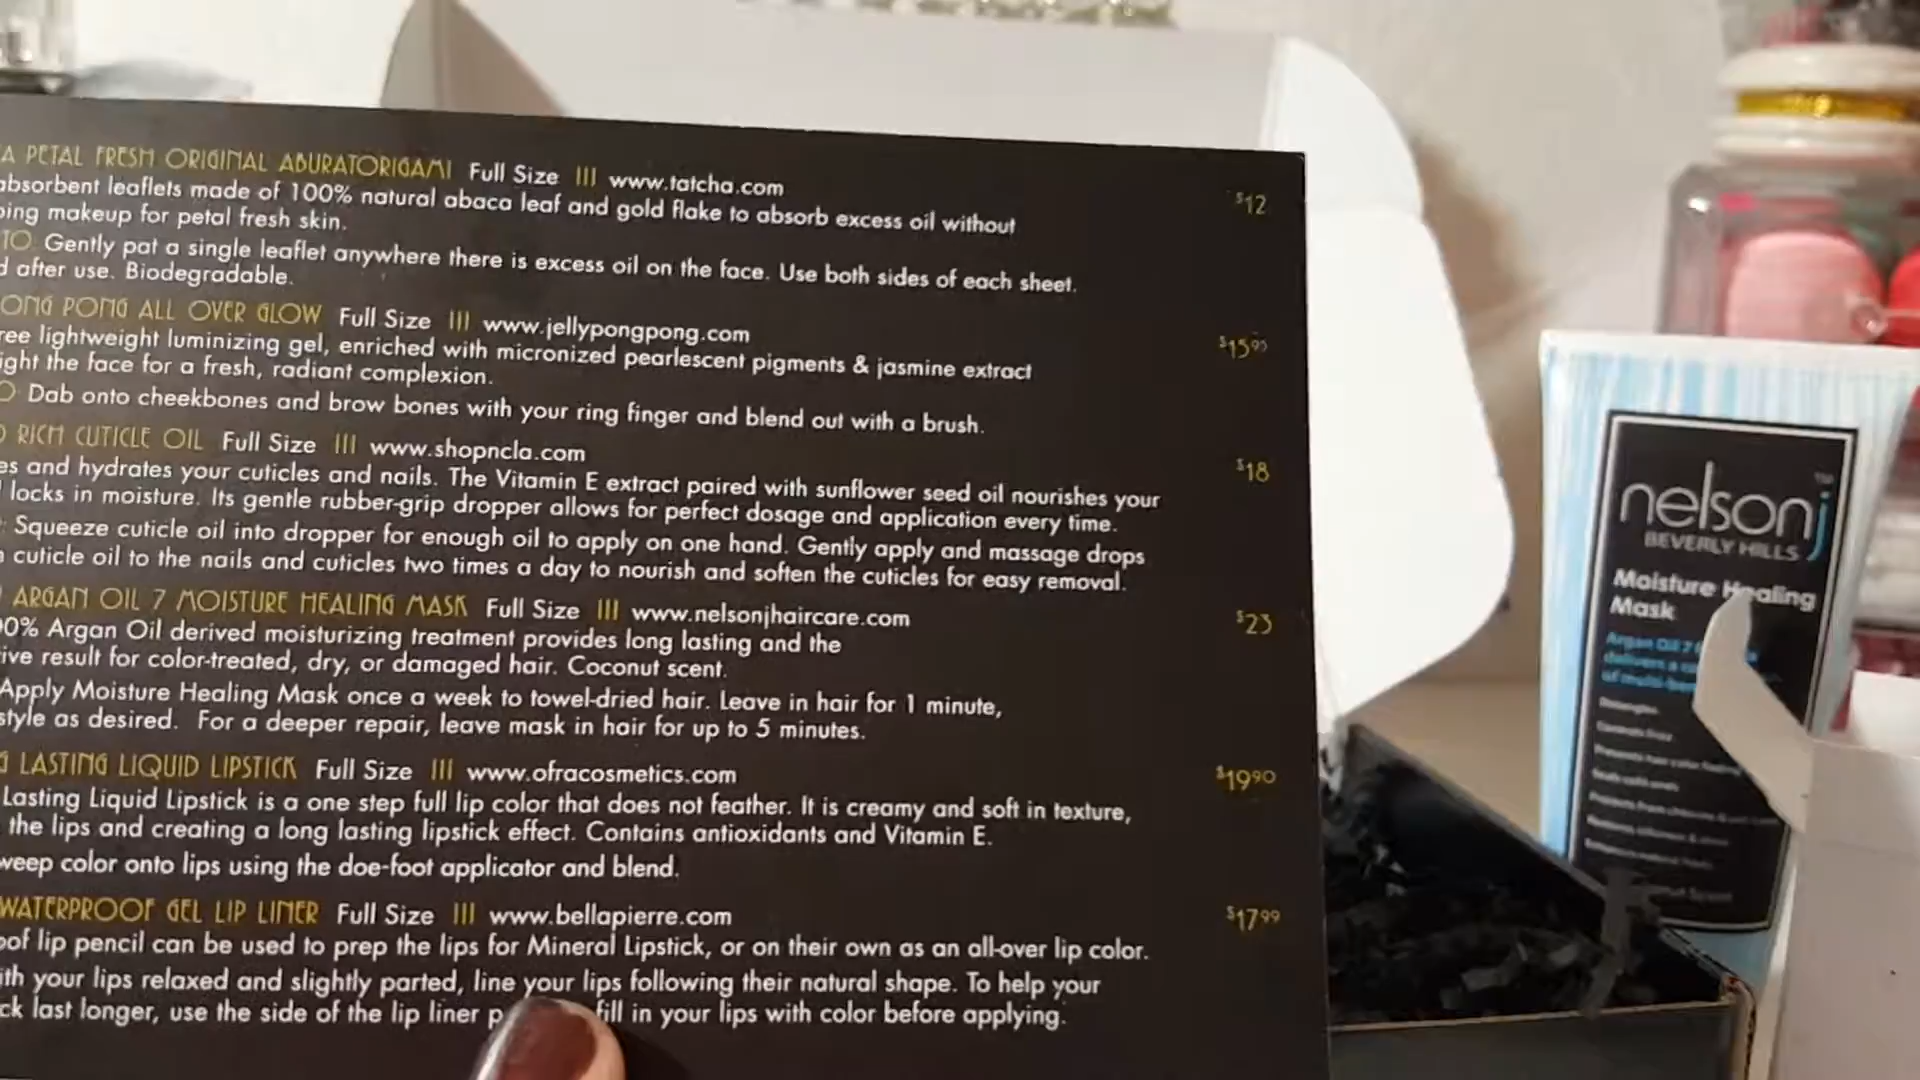 A PETAL FRESH ORIGINAL ABURATORIGAMI Full Size ||| www.tatcha.com $12
absorbent leaflets made of 100% natural abaca leaf and gold flake to absorb excess oil without
ping makeup for petal fresh skin.
TO: Gently pat a single leaflet anywhere there is excess oil on the face. Use both sides of each sheet.
d after use. Biodegradable.
ONG PONG ALL OVER GLOW Full Size ||| www.jellypongpong.com $15⁹⁵
ree lightweight luminizing gel, enriched with micronized pearlescent pigments & jasmine extract
ight the face for a fresh, radiant complexion.
O: Dab onto cheekbones and brow bones with your ring finger and blend out with a brush.
O RICH CUTICLE OIL Full Size ||| www.shopncla.com $18
es and hydrates your cuticles and nails. The Vitamin E extract paired with sunflower seed oil nourishes your
locks in moisture. Its gentle rubber-grip dropper allows for perfect dosage and application every time.
: Squeeze cuticle oil into dropper for enough oil to apply on one hand. Gently apply and massage drops
cuticle oil to the nails and cuticles two times a day to nourish and soften the cuticles for easy removal.
ARGAN OIL 7 MOISTURE HEALING MASK Full Size ||| www.nelsonjhaircare.com $23
00% Argan Oil derived moisturizing treatment provides long lasting and the
ive result for color-treated, dry, or damaged hair. Coconut scent.
Apply Moisture Healing Mask once a week to towel-dried hair. Leave in hair for 1 minute,
style as desired. For a deeper repair, leave mask in hair for up to 5 minutes.
G LASTING LIQUID LIPSTICK Full Size ||| www.ofracosmetics.com $19⁹⁰
Lasting Liquid Lipstick is a one step full lip color that does not feather. It is creamy and soft in texture,
the lips and creating a long lasting lipstick effect. Contains antioxidants and Vitamin E.
weep color onto lips using the doe-foot applicator and blend.
WATERPROOF GEL LIP LINER Full Size ||| www.bellapierre.com $17⁹⁹
oof lip pencil can be used to prep the lips for Mineral Lipstick, or on their own as an all-over lip color.
ith your lips relaxed and slightly parted, line your lips following their natural shape. To help your
ck last longer, use the side of the lip liner p fill in your lips with color before applying.
nelsonj
BEVERLY HILLS
Moisture Healing
Mask
Argan Oil 7
delivers a
of multi-ben